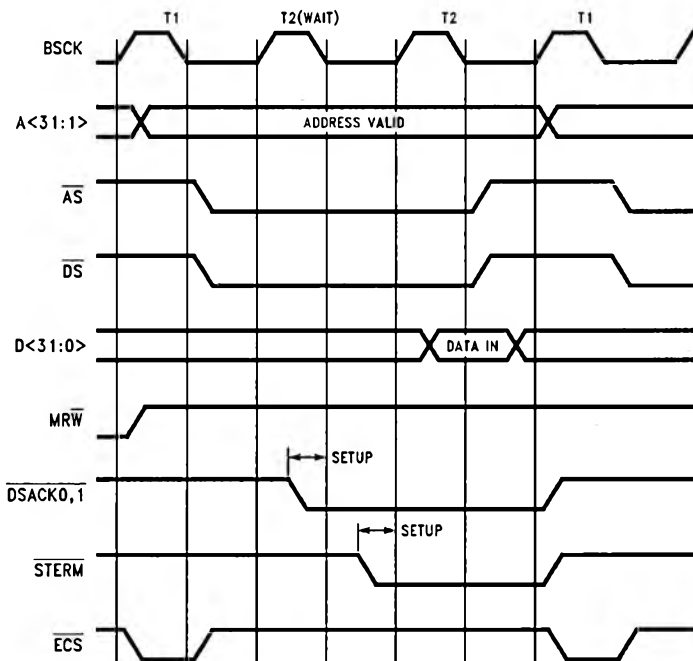 T1 T2(WAIT) T2 T1
BSCK
A<31:1> ADDRESS VALID
AS
DS
D<31:0> DATA IN
MRW
SETUP
DSACK0,1
SETUP
STERM
ECS